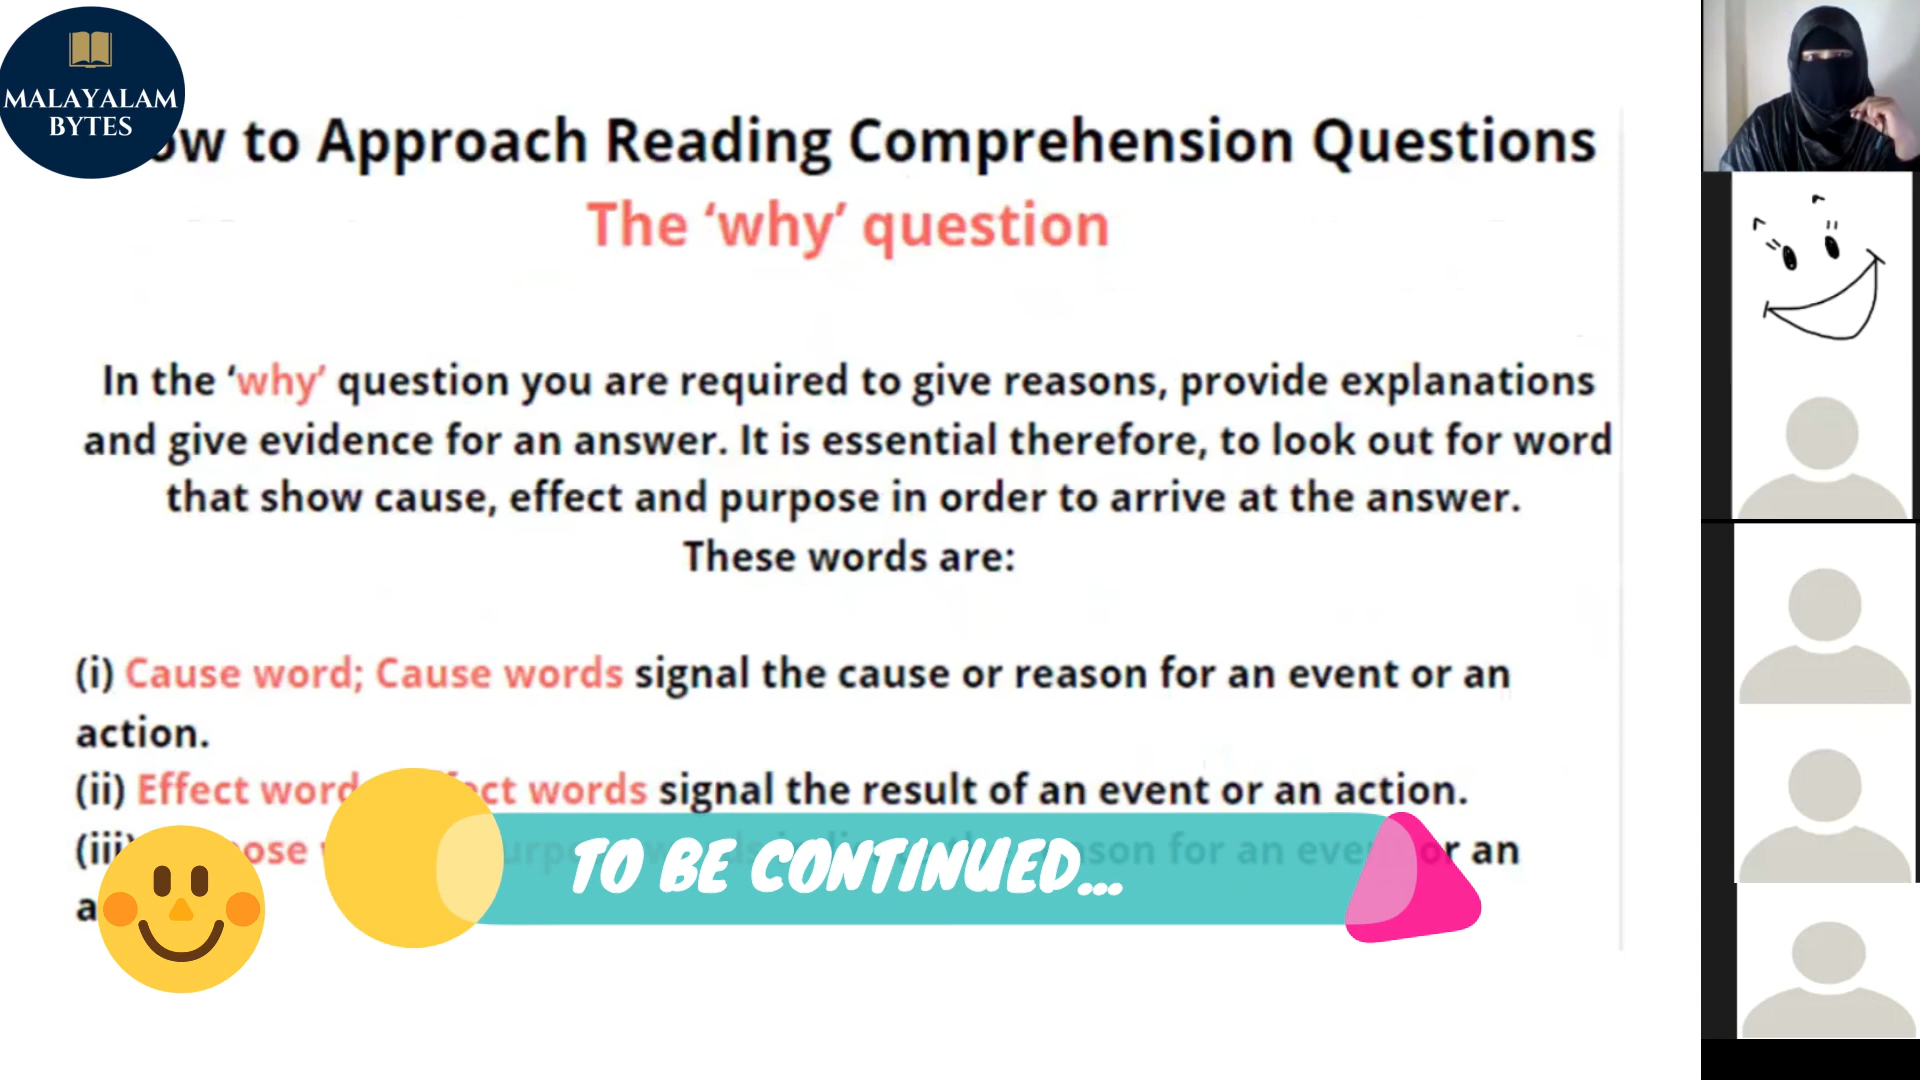 MALAYALAM
BYTES
ow to Approach Reading Comprehension Questions
The ‘why’ question
In the ‘why’ question you are required to give reasons, provide explanations
and give evidence for an answer. It is essential therefore, to look out for word
that show cause, effect and purpose in order to arrive at the answer.
These words are:
(i) Cause word; Cause words signal the cause or reason for an event or an
action.
(ii) Effect word words signal the result of an event or an action.
(iii) for an or an
TO BE CONTINUED...